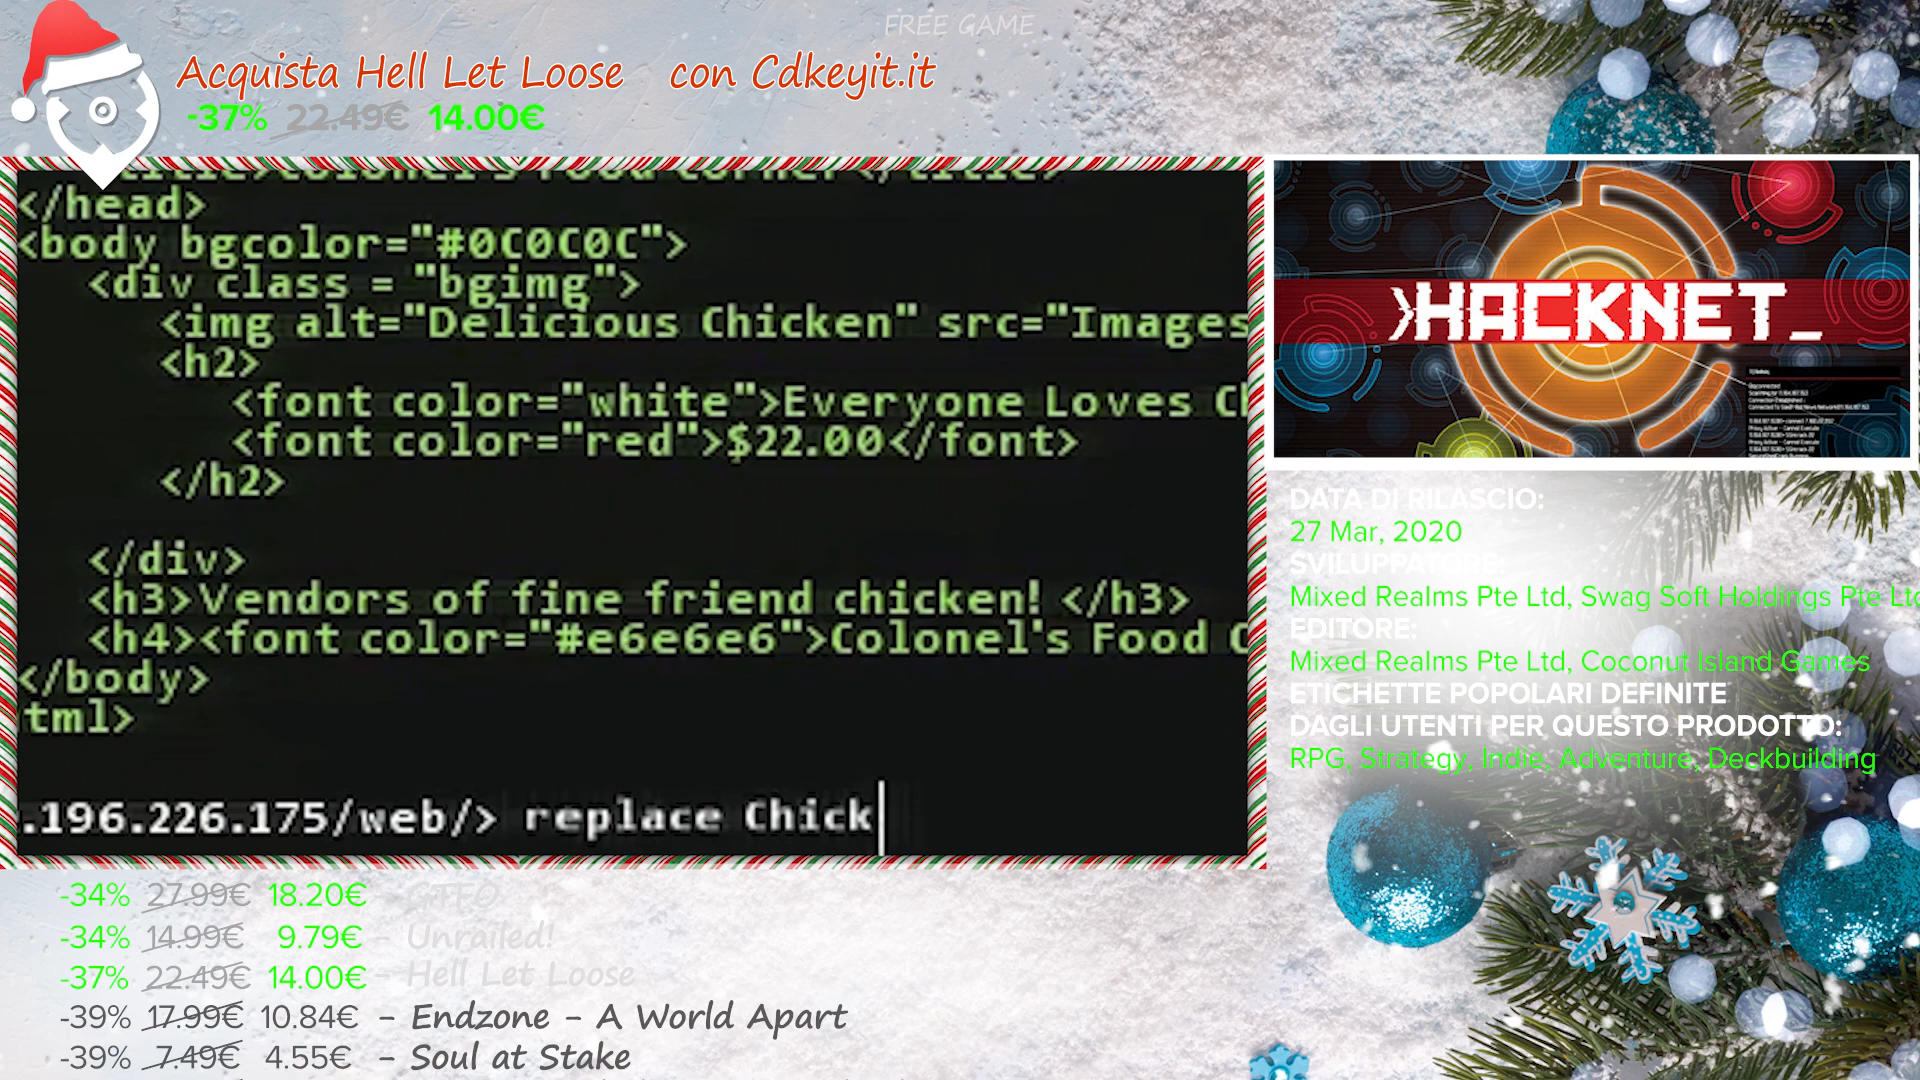 FREE GAME
Acquista Hell Let Loose con Cdkeyit.it
-37% 22.49€ 14.00€
</head>
<body bgcolor="#0C0C0C">
<div class = "bgimg">
<img alt="Delicious Chicken" src="Images
<h2>
<font color="white">Everyone Loves Ch
<font color="red">$22.00</font>
</h2>
</div>
<h3>Vendors of fine friend chicken! </h3>
<h4><font color="#e6e6e6">Colonel's Food C
</body>
tml>
.196.226.175/web/> replace Chick
>HACKNET_
DATA DI RILASCIO:
27 Mar, 2020
SVILUPPATORE:
Mixed Realms Pte Ltd, Swag Soft Holdings Pte Ltd
EDITORE:
Mixed Realms Pte Ltd, Coconut Island Games
ETICHETTE POPOLARI DEFINITE
DAGLI UTENTI PER QUESTO PRODOTTO:
RPG, Strategy, Indie, Adventure, Deckbuilding
-34% 27.99€ 18.20€ - GTFO
-34% 14.99€ 9.79€ - Unrailed!
-37% 22.49€ 14.00€ - Hell Let Loose
-39% 17.99€ 10.84€ - Endzone - A World Apart
-39% 7.49€ 4.55€ - Soul at Stake